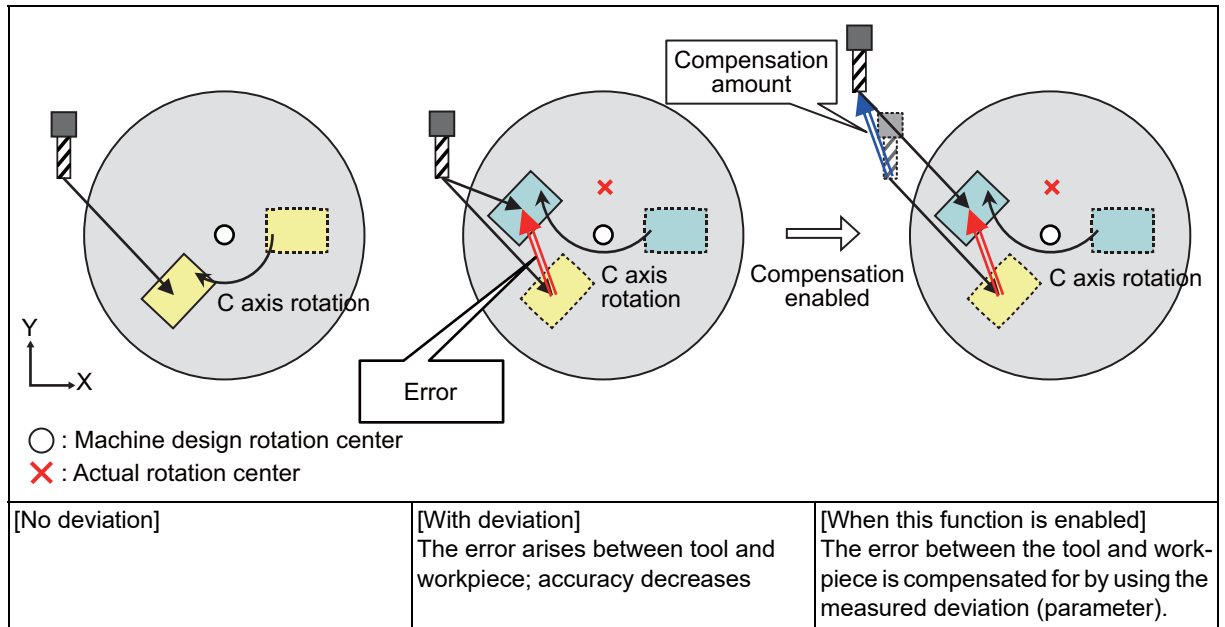 Compensation
amount
C axis rotation
C axis
rotation
Compensation
enabled
C axis rotation
Error
Y
X
: Machine design rotation center
: Actual rotation center
[No deviation]
[With deviation]
The error arises between tool and
workpiece; accuracy decreases
[When this function is enabled]
The error between the tool and work-
piece is compensated for by using the
measured deviation (parameter).